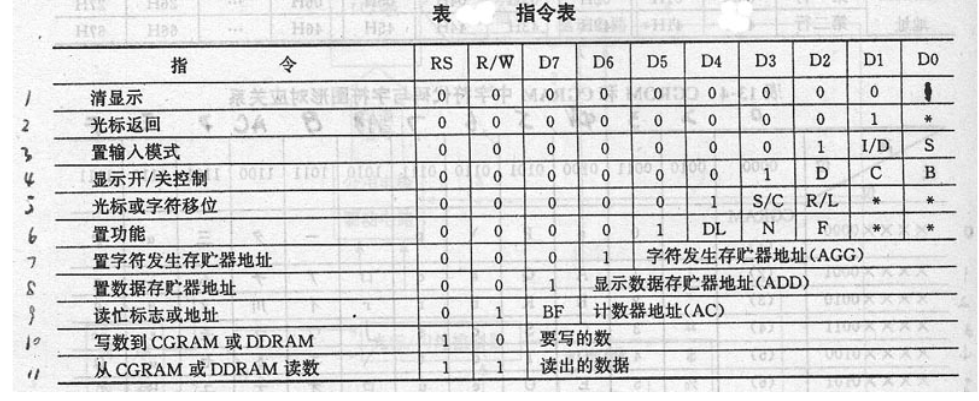 表 指令表
指 令 RS R/W D7 D6 D5 D4 D3 D2 D1 D0
1 清显示 0 0 0 0 0 0 0 0 0
2 光标返回 0 0 0 0 0 0 0 0 1 *
3 置输入模式 0 0 0 0 0 0 0 1 I/D S
4 显示开/关控制 0 0 0 0 0 0 1 D C B
5 光标或字符移位 0 0 0 0 0 1 S/C R/L * *
6 置功能 0 0 0 0 1 DL N F * *
7 置字符发生存贮器地址 0 0 0 1 字符发生存贮器地址(AGG)
8 置数据存贮器地址 0 0 1 显示数据存贮器地址(ADD)
9 读忙标志或地址 0 1 BF 计数器地址(AC)
10 写数到 CGRAM 或 DDRAM 1 0 要写的数
11 从 CGRAM 或 DDRAM 读数 1 1 读出的数据